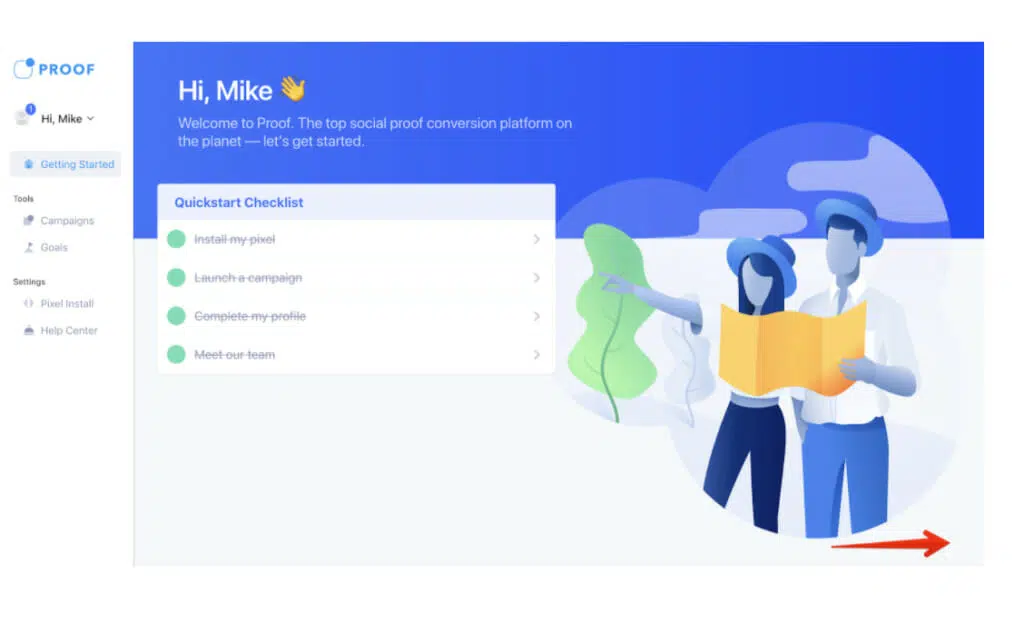 PROOF
1
Hi, Mike
Getting Started
Tools
Campaigns
Goals
Settings
Pixel Install
Help Center
Hi, Mike 👋
Welcome to Proof. The top social proof conversion platform on
the planet — let's get started.
Quickstart Checklist
Install my pixel
Launch a campaign
Complete my profile
Meet our team